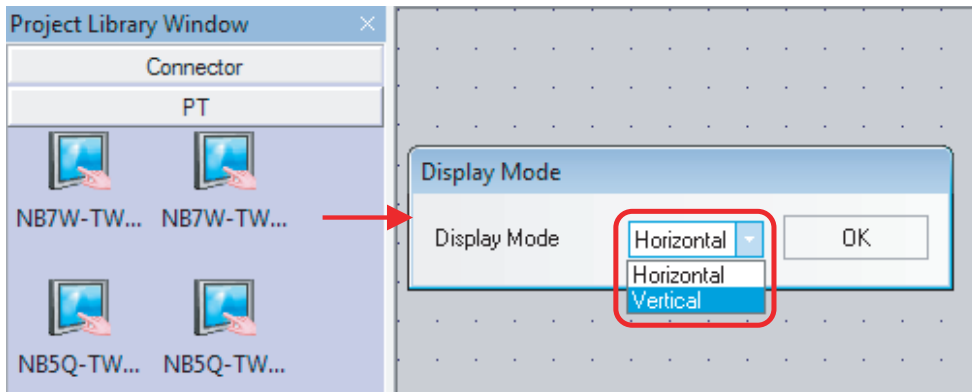 Project Library Window
Connector
PT
NB7W-TW... NB7W-TW...
NB5Q-TW... NB5Q-TW...
Display Mode
Display Mode Horizontal OK
Horizontal
Vertical